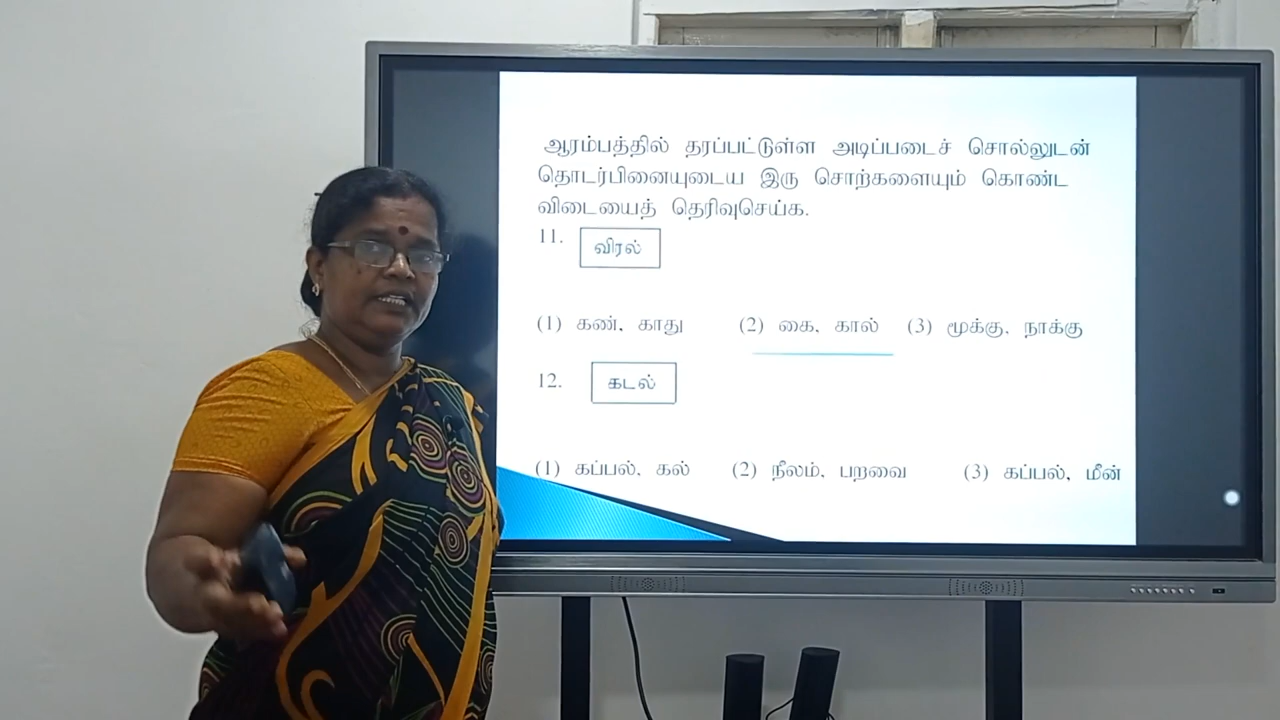 ஆரம்பத்தில் தரப்பட்டுள்ள அடிப்படைச் சொல்லுடன்
தொடர்பினையுடைய இரு சொற்களையும் கொண்ட
விடையைத் தெரிவுசெய்க.
11. விரல்
(1) கண், காது (2) கை, கால் (3) மூக்கு, நாக்கு
12. கடல்
(1) கப்பல், கல் (2) நீலம், பறவை (3) கப்பல், மீன்